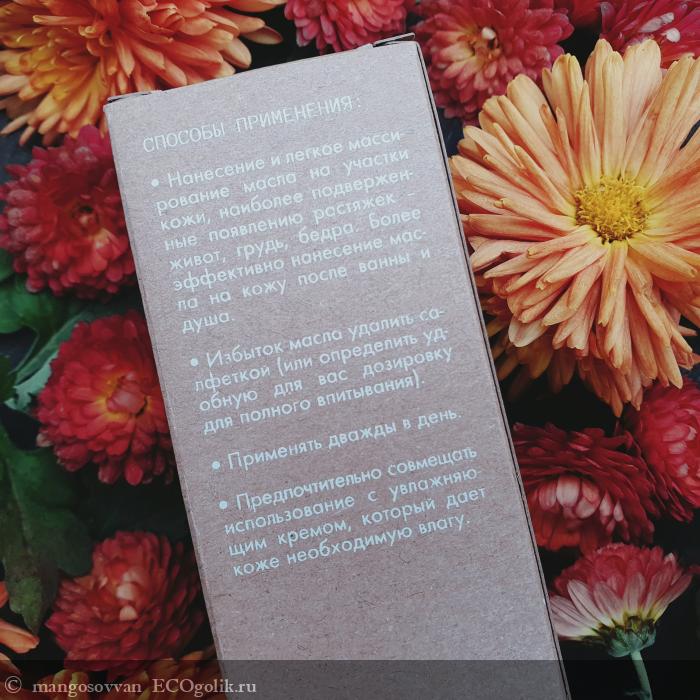 СПОСОБЫ ПРИМЕНЕНИЯ:
• Нанесение и легкое масси-
рование масла на участки
кожи, наиболее подвержен-
ные появлению растяжек –
живот, грудь, бедра. Более
эффективно нанесение мас-
ла на кожу после ванны и
душа.
• Избыток масла удалить са-
лфеткой (или определить уд-
обную для вас дозировку
для полного впитывания).
• Применять дважды в день.
• Предпочтительно совмещать
использование с увлажняю-
щим кремом, который дает
коже необходимую влагу.
© mangosovvan ECOgolik.ru